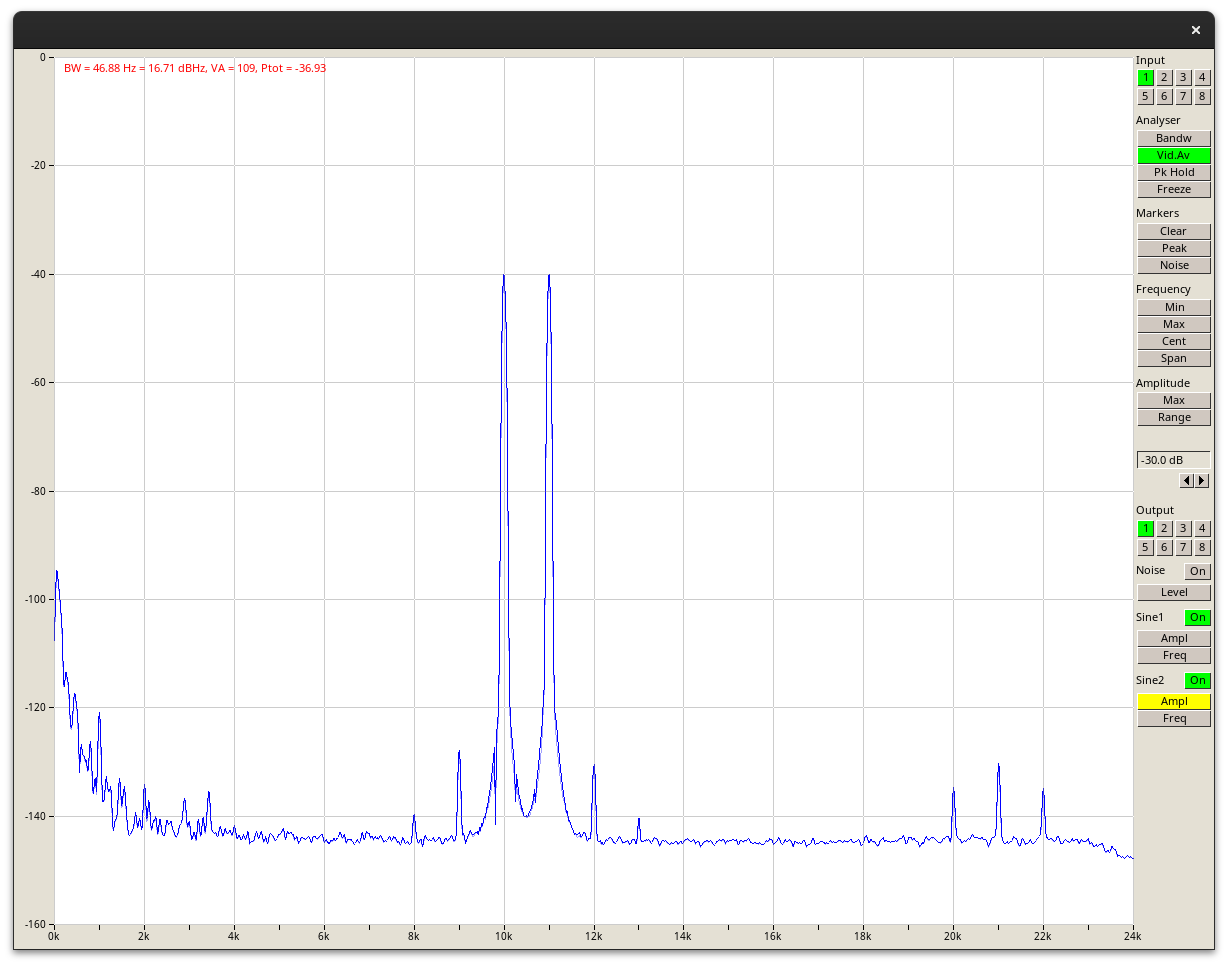 ×
BW = 46.88 Hz = 16.71 dBHz, VA = 109, Ptot = -36.93
0
-20
-40
-60
-80
-100
-120
-140
-160
0k 2k 4k 6k 8k 10k 12k 14k 16k 18k 20k 22k 24k
Input
1 2 3 4
5 6 7 8
Analyser
Bandw
Vid.Av
Pk Hold
Freeze
Markers
Clear
Peak
Noise
Frequency
Min
Max
Cent
Span
Amplitude
Max
Range
-30.0 dB
Output
1 2 3 4
5 6 7 8
Noise On
Level
Sine1 On
Ampl
Freq
Sine2 On
Ampl
Freq